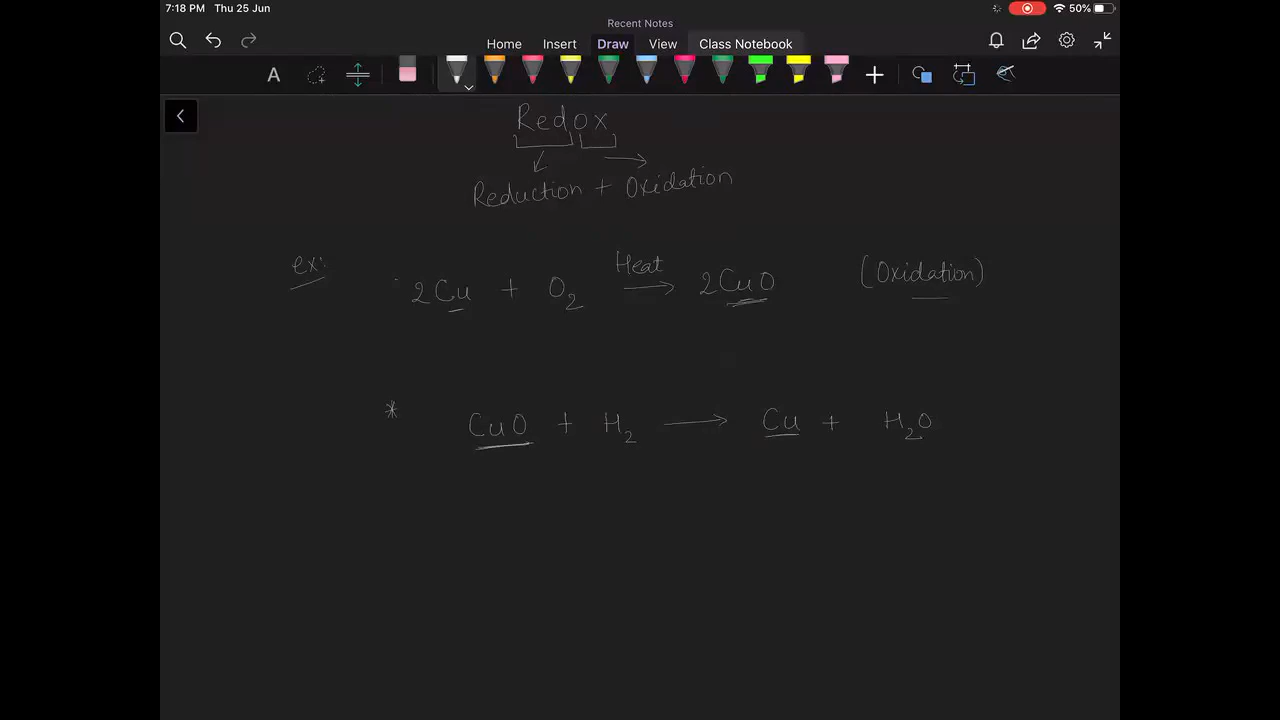 7:18 PM Thu 25 Jun
50%
Recent Notes
Home Insert Draw View Class Notebook
A
Redox
Reduction + Oxidation
ex:
Heat
2Cu + O2 → 2CuO (Oxidation)
* CuO + H2 → Cu + H2O